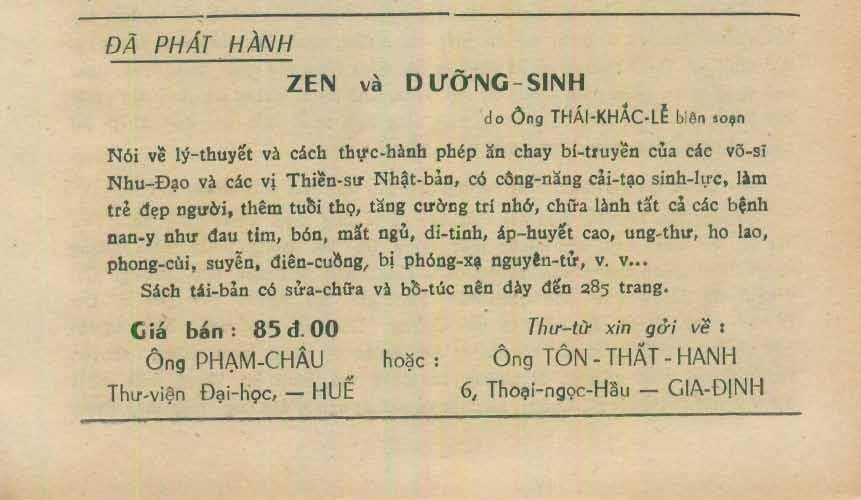 ĐÃ PHÁT HÀNH
ZEN và DƯỠNG-SINH
do Ông THÁI-KHẮC-LỄ biên soạn
Nói về lý-thuyết và cách thực-hành phép ăn chay bí-truyền của các võ-sĩ
Nhu-Đạo và các vị Thiền-sư Nhật-bản, có công-năng cải-tạo sinh-lực, làm
trẻ đẹp người, thêm tuổi thọ, tăng cường trí nhớ, chữa lành tất cả các bệnh
nan-y như đau tim, bón, mất ngủ, di-tinh, áp-huyết cao, ung-thư, ho lao,
phong-cùi, suyễn, điên-cuồng, bị phóng-xạ nguyên-tử, v. v...
Sách tái-bản có sửa-chữa và bổ-túc nên dày đến 285 trang.
Giá bán : 85 đ. 00
Ông PHẠM-CHÂU
Thư-viện Đại-học, — HUẾ
hoặc :
Thư-từ xin gởi về :
Ông TÔN - THẤT - HANH
6, Thoại-ngọc-Hầu — GIA-ĐỊNH